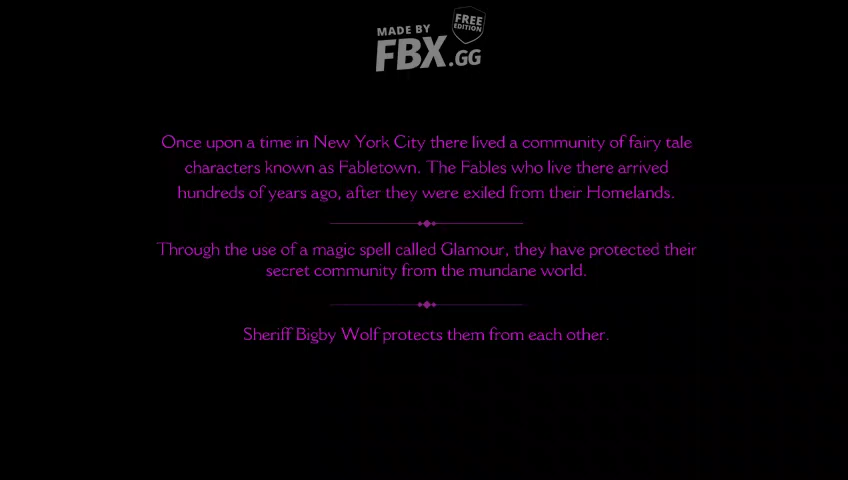 MADE BY
FREE
EDITION
FBX.GG
Once upon a time in New York City there lived a community of fairy tale
characters known as Fabletown. The Fables who live there arrived
hundreds of years ago, after they were exiled from their Homelands.
Through the use of a magic spell called Glamour, they have protected their
secret community from the mundane world.
Sheriff Bigby Wolf protects them from each other.